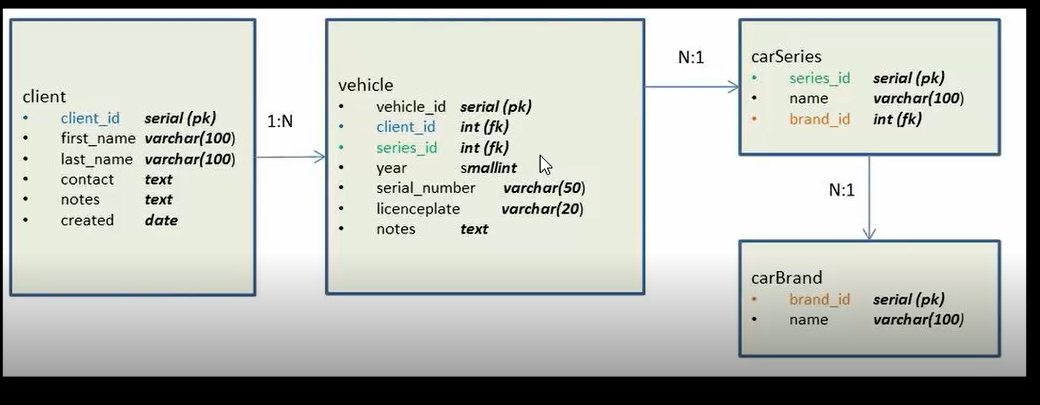 client
• client_id serial (pk)
• first_name varchar(100)
• last_name varchar(100)
• contact text
• notes text
• created date
1:N
vehicle
• vehicle_id serial (pk)
• client_id int (fk)
• series_id int (fk)
• year smallint
• serial_number varchar(50)
• licenceplate varchar(20)
• notes text
N:1
carSeries
• series_id serial (pk)
• name varchar(100)
• brand_id int (fk)
N:1
carBrand
• brand_id serial (pk)
• name varchar(100)